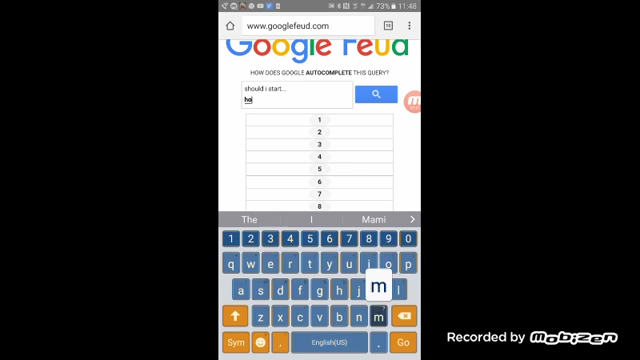 73% 11:48
www.googlefeud.com
Google Feud
HOW DOES GOOGLE AUTOCOMPLETE THIS QUERY?
should i start...
ho
1
2
3
4
5
6
7
8
The I Mami
1 2 3 4 5 6 7 8 9 0
q w e r t y u i o p
a s d f g h j l
m
z x c v b n m
Sym , English(US) . Go
Recorded by Mobizen